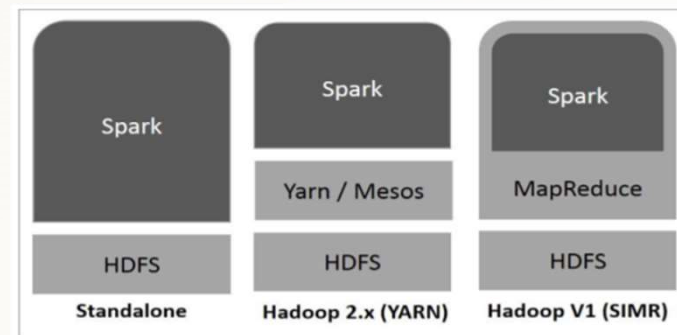 Spark
HDFS
Standalone
Spark
Yarn / Mesos
HDFS
Hadoop 2.x (YARN)
Spark
MapReduce
HDFS
Hadoop V1 (SIMR)